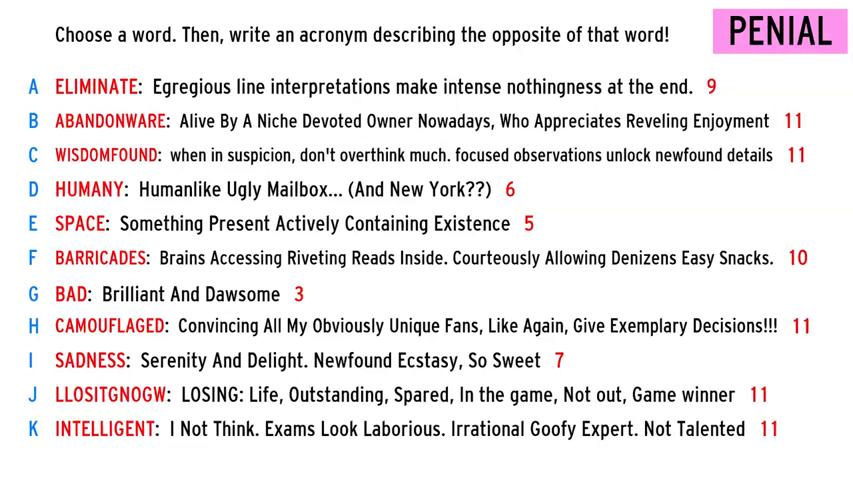 Choose a word. Then, write an acronym describing the opposite of that word!
PENIAL
A ELIMINATE: Egregious line interpretations make intense nothingness at the end. 9
B ABANDONWARE: Alive By A Niche Devoted Owner Nowadays, Who Appreciates Reveling Enjoyment 11
C WISDOMFOUND: when in suspicion, don't overthink much. focused observations unlock newfound details 11
D HUMANY: Humanlike Ugly Mailbox... (And New York??) 6
E SPACE: Something Present Actively Containing Existence 5
F BARRICADES: Brains Accessing Riveting Reads Inside. Courteously Allowing Denizens Easy Snacks. 10
G BAD: Brilliant And Dawsome 3
H CAMOUFLAGED: Convincing All My Obviously Unique Fans, Like Again, Give Exemplary Decisions!!! 11
I SADNESS: Serenity And Delight. Newfound Ecstasy, So Sweet 7
J LLOSITGNOGW: LOSING: Life, Outstanding, Spared, In the game, Not out, Game winner 11
K INTELLIGENT: I Not Think. Exams Look Laborious. Irrational Goofy Expert. Not Talented 11